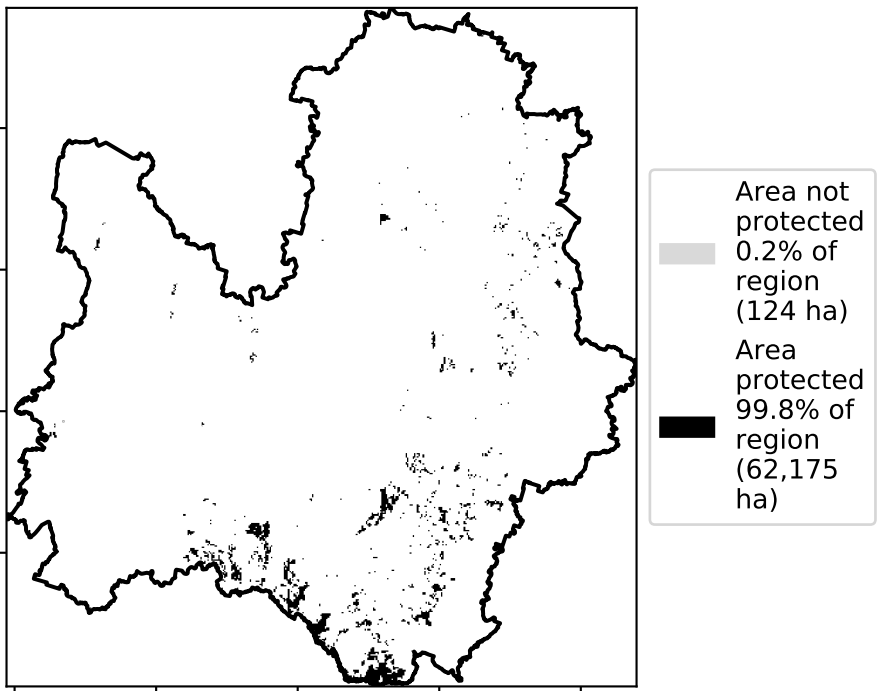 Area not
protected
0.2% of
region
(124 ha)
Area
protected
99.8% of
region
(62,175
ha)